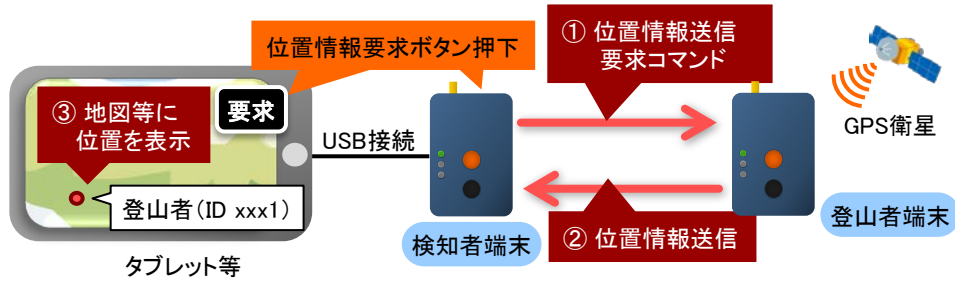 位置情報要求ボタン押下
① 位置情報送信
要求コマンド
③ 地図等に
位置を表示
要求
USB接続
GPS衛星
登山者(ID xxx1)
検知者端末
② 位置情報送信
登山者端末
タブレット等